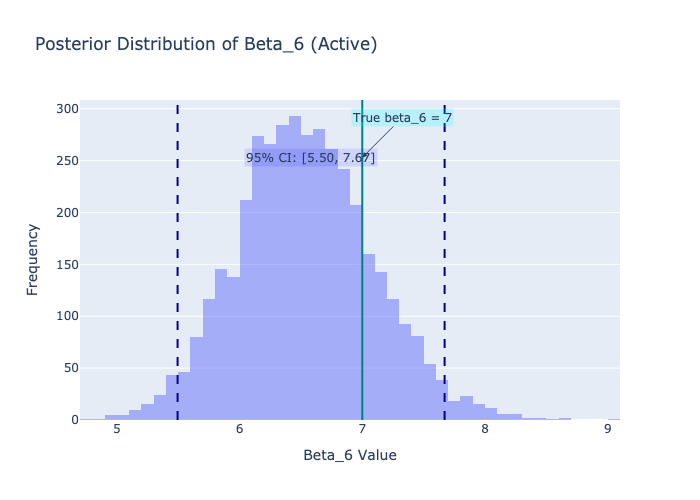 Posterior Distribution of Beta_6 (Active)
300
True beta_6 = 7
250
95% CI: [5.50, 7.67]
200
150
100
50
0
Frequency
5
6
7
8
9
Beta_6 Value